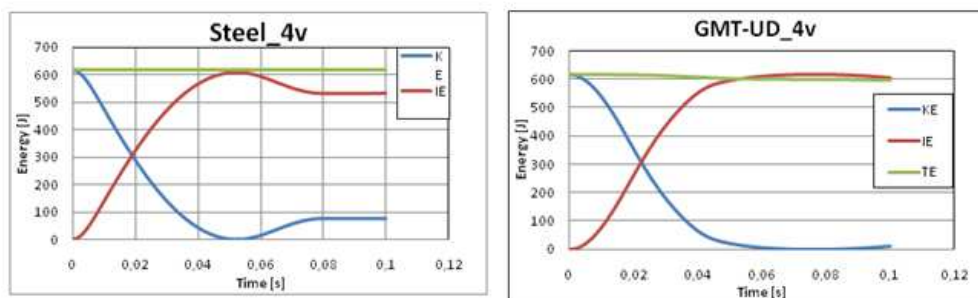 Steel_4v
700
600
500
400
300
200
100
0
Energy [J]
0 0,02 0,04 0,06 0,08 0,1 0,12
Time [s]
K
E
IE
GMT-UD_4v
700
600
500
400
300
200
100
0
Energy [J]
0 0,02 0,04 0,06 0,08 0,1 0,12
Time [s]
KE
IE
TE